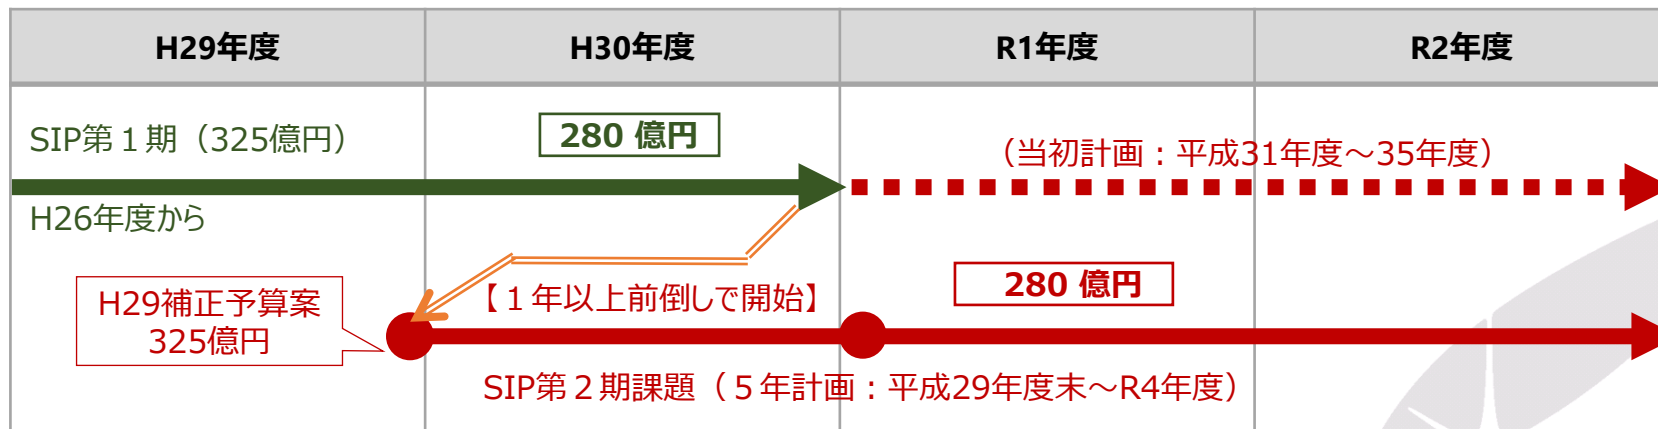 H29年度
H30年度
R1年度
R2年度
SIP第１期（325億円）
280 億円
（当初計画：平成31年度～35年度）
H26年度から
H29補正予算案
325億円
【１年以上前倒しで開始】
280 億円
SIP第２期課題（５年計画：平成29年度末～R4年度）